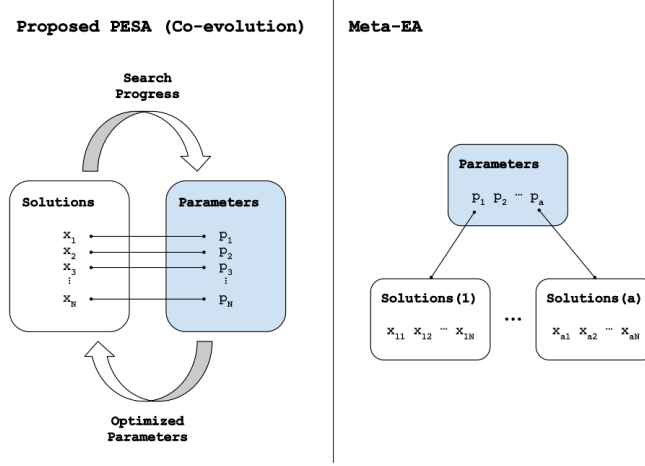 Proposed PESA (Co-evolution)
Search
Progress
Solutions
x1
x2
x3
⋮
xN
Parameters
p1
p2
p3
⋮
pN
Optimized
Parameters
Meta-EA
Parameters
p1 p2 … pa
Solutions(1)
x11 x12 … x1N
…
Solutions(a)
xa1 xa2 … xaN